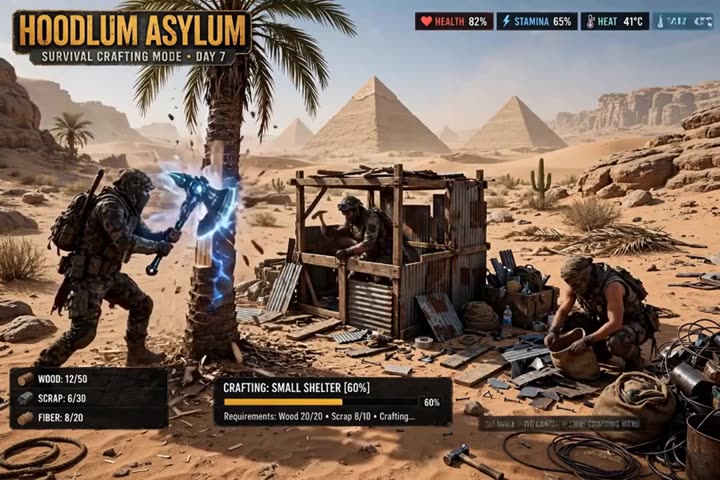 HOODLUM ASYLUM
SURVIVAL CRAFTING MODE • DAY 7
HEALTH 82%
STAMINA 65%
HEAT 41°C
WOOD: 12/50
SCRAP: 6/30
FIBER: 8/20
CRAFTING: SMALL SHELTER [60%]
60%
Requirements: Wood 20/20 • Scrap 8/10 • Crafting...